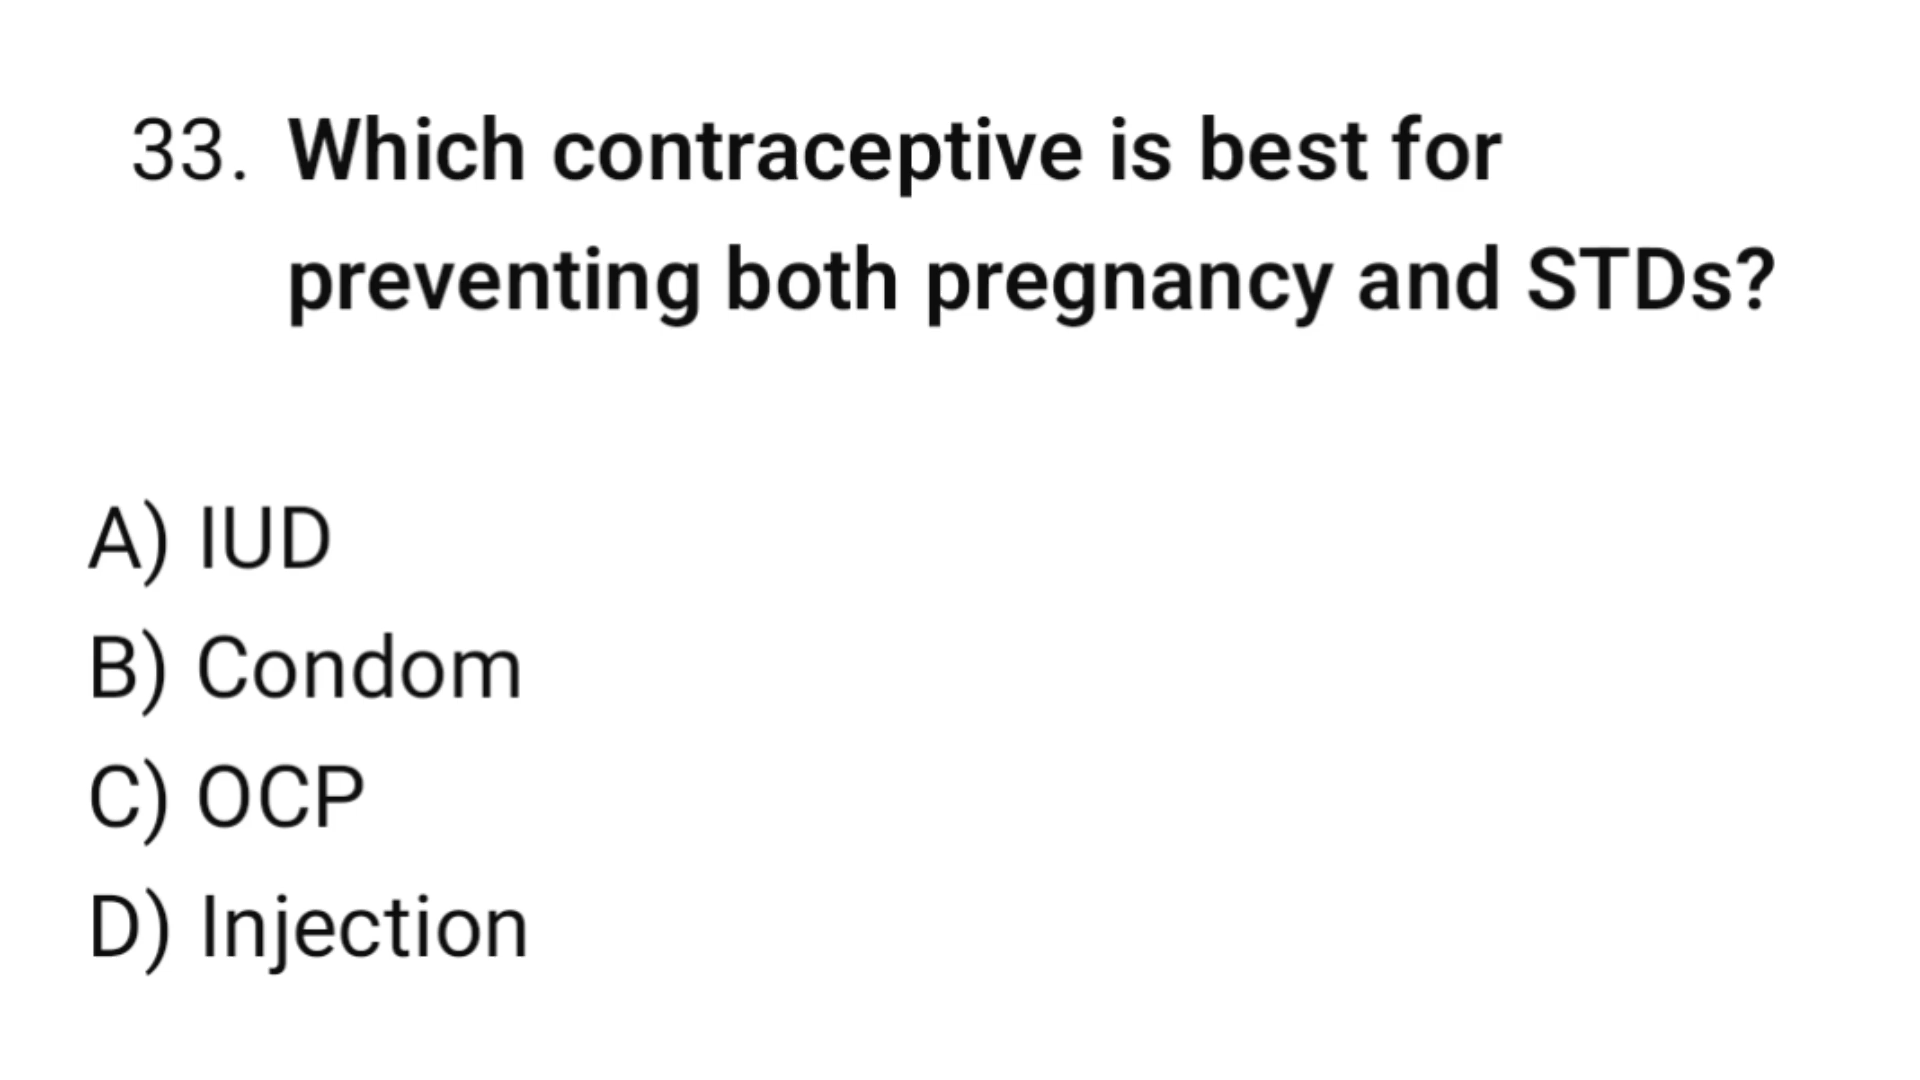 33. Which contraceptive is best for
preventing both pregnancy and STDs?
A) IUD
B) Condom
C) OCP
D) Injection